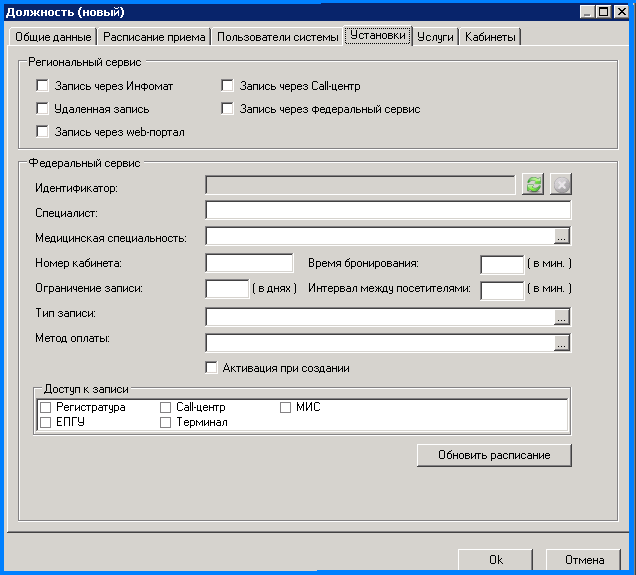 Должность (новый)
Общие данные Расписание приема Пользователи системы Установки Услуги Кабинеты
Региональный сервис
Запись через Инфомат Запись через Call-центр
Удаленная запись Запись через федеральный сервис
Запись через web-портал
Федеральный сервис
Идентификатор:
Специалист:
Медицинская специальность: ...
Номер кабинета: Время бронирования: ( в мин. )
Ограничение записи: ( в днях ) Интервал между посетителями: ( в мин. )
Тип записи: ...
Метод оплаты: ...
Активация при создании
Доступ к записи
Регистратура Call-центр МИС
ЕПГУ Терминал
Обновить расписание
Ok Отмена